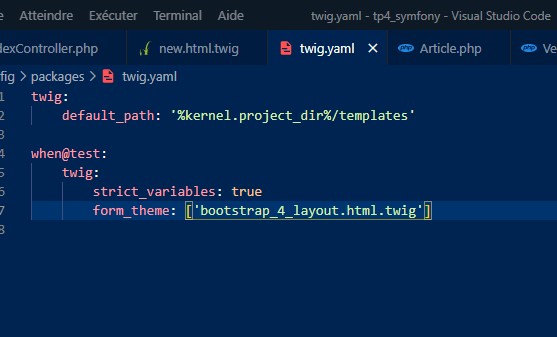 Atteindre Exécuter Terminal Aide twig.yaml - tp4_symfony - Visual Studio Code
dexController.php new.html.twig twig.yaml Article.php Ve
fig > packages > twig.yaml
1 twig:
2 default_path: '%kernel.project_dir%/templates'
3
4 when@test:
5 twig:
6 strict_variables: true
7 form_theme: ['bootstrap_4_layout.html.twig']
8